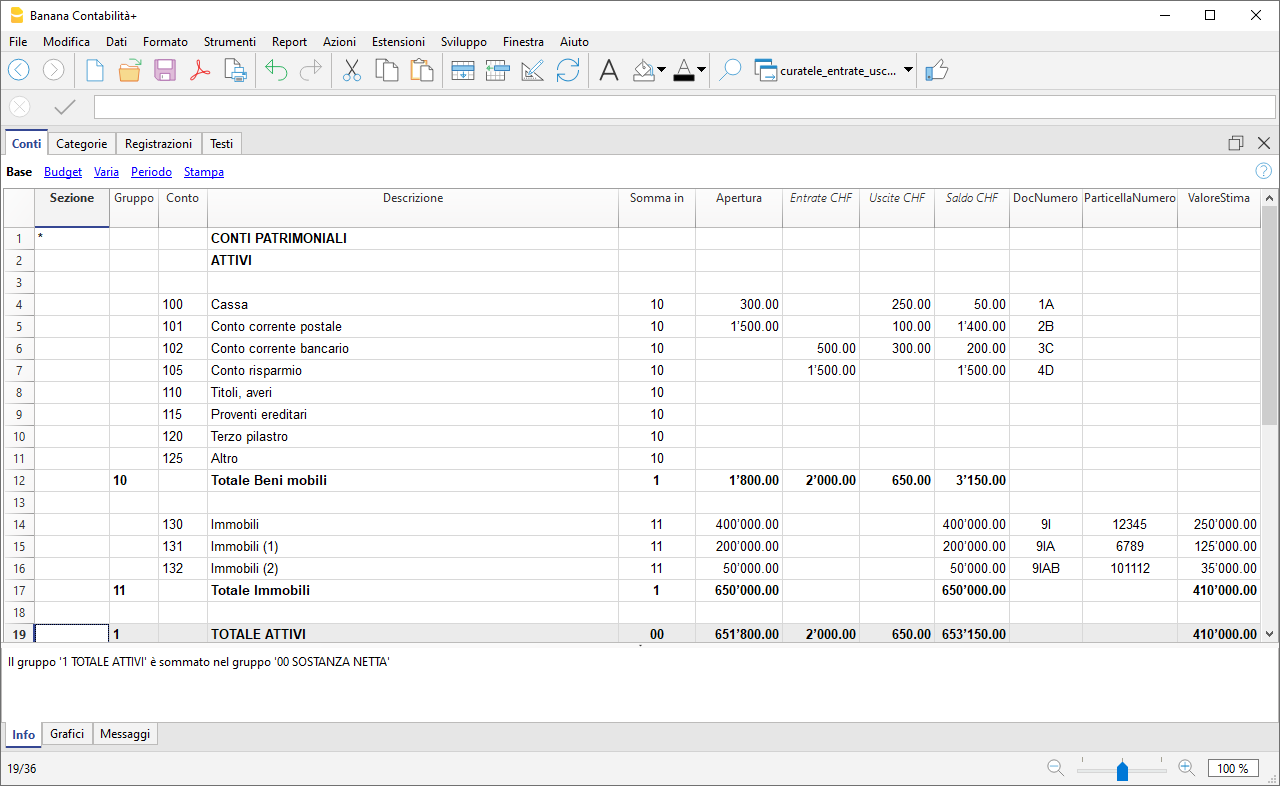 Banana Contabilità+
File Modifica Dati Formato Strumenti Report Azioni Estensioni Sviluppo Finestra Aiuto
curatele_entrate_usc...
Conti Categorie Registrazioni Testi
Base Budget Varia Periodo Stampa
Sezione Gruppo Conto Descrizione Somma in Apertura Entrate CHF Uscite CHF Saldo CHF DocNumero ParticellaNumero ValoreStima
1 * CONTI PATRIMONIALI
2 ATTIVI
3
4 100 Cassa 10 300.00 250.00 50.00 1A
5 101 Conto corrente postale 10 1'500.00 100.00 1'400.00 2B
6 102 Conto corrente bancario 10 500.00 300.00 200.00 3C
7 105 Conto risparmio 10 1'500.00 1'500.00 4D
8 110 Titoli, averi 10
9 115 Proventi ereditari 10
10 120 Terzo pilastro 10
11 125 Altro 10
12 10 Totale Beni mobili 1 1'800.00 2'000.00 650.00 3'150.00
13
14 130 Immobili 11 400'000.00 400'000.00 9I 12345 250'000.00
15 131 Immobili (1) 11 200'000.00 200'000.00 9IA 6789 125'000.00
16 132 Immobili (2) 11 50'000.00 50'000.00 9IAB 101112 35'000.00
17 11 Totale Immobili 1 650'000.00 650'000.00 410'000.00
18
19 1 TOTALE ATTIVI 00 651'800.00 2'000.00 650.00 653'150.00 410'000.00
Il gruppo '1 TOTALE ATTIVI' è sommato nel gruppo '00 SOSTANZA NETTA'
Info Grafici Messaggi
19/36 100 %